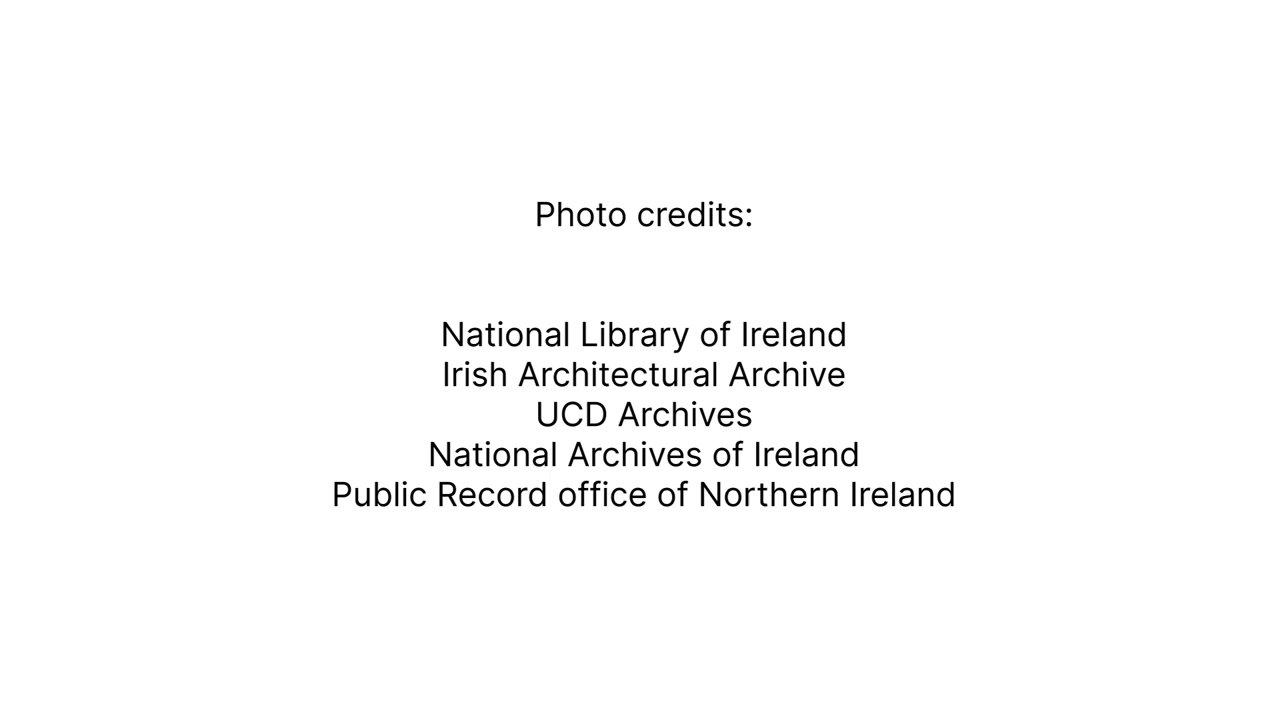 Photo credits:
National Library of Ireland
Irish Architectural Archive
UCD Archives
National Archives of Ireland
Public Record office of Northern Ireland